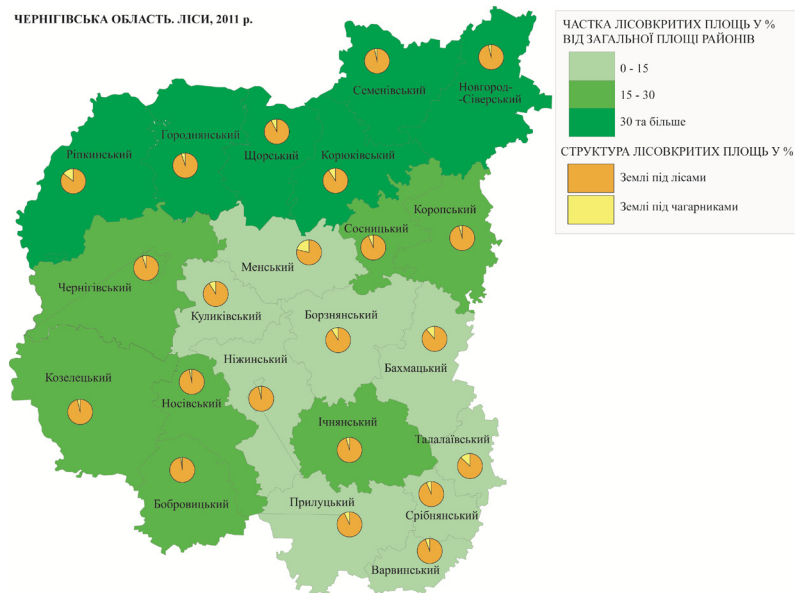 ЧЕРНІГІВСЬКА ОБЛАСТЬ. ЛІСИ, 2011 р.
ЧАСТКА ЛІСОВКРИТИХ ПЛОЩЬ У %
ВІД ЗАГАЛЬНОЇ ПЛОЩІ РАЙОНІВ
0 - 15
15 - 30
30 та більше
СТРУКТУРА ЛІСОВКРИТИХ ПЛОЩЬ У %
Землі під лісами
Землі під чагарниками
Семенівський
Новгород-
-Сіверський
Городнянський
Щорський
Ріпкинський
Корюківський
Коропський
Сосницький
Менський
Чернігівський
Куликівський
Борзнянський
Ніжинський
Бахмацький
Козелецький
Носівський
Ічнянський
Талалаївський
Бобровицький
Прилуцький
Срібнянський
Варвинський